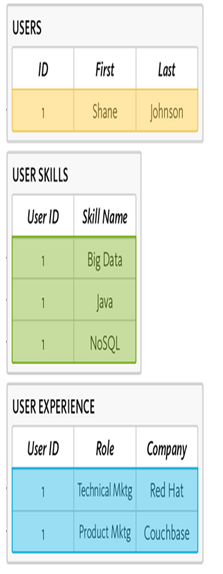 USERS
ID First Last
1 Shane Johnson
USER SKILLS
User ID Skill Name
1 Big Data
1 Java
1 NoSQL
USER EXPERIENCE
User ID Role Company
1 Technical Mktg Red Hat
1 Product Mktg Couchbase